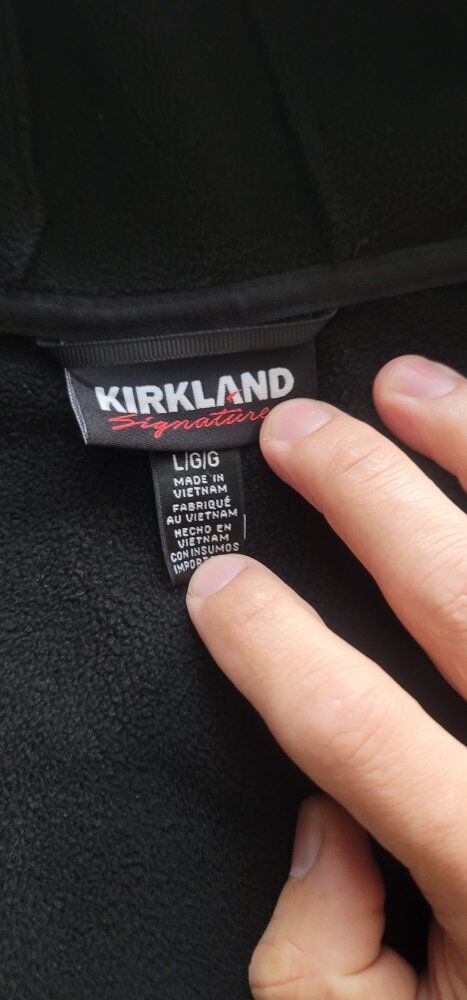 KIRKLAND
Signature
L/G/G
MADE IN
VIETNAM
FABRIQUÉ
AU VIETNAM
HECHO EN
VIETNAM
CON INSUMOS